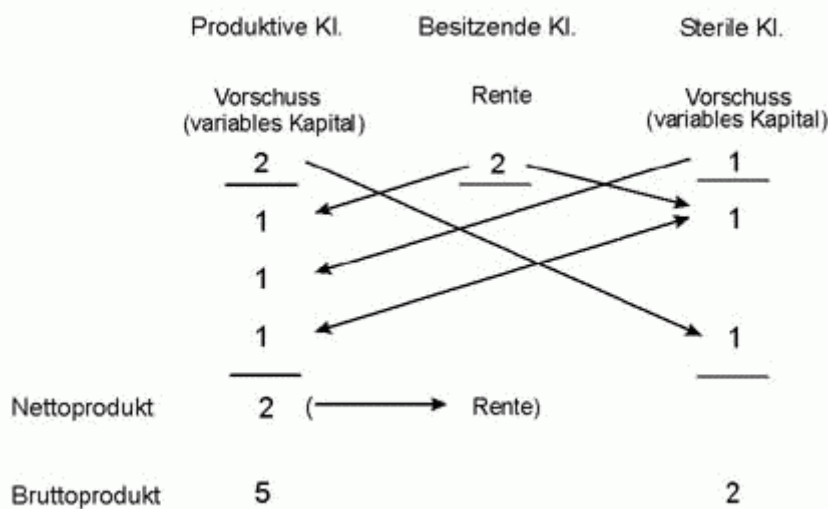 Produktive Kl. Besitzende Kl. Sterile Kl.
Vorschuss Rente Vorschuss
(variables Kapital) (variables Kapital)
2 2 1
1 1
1
1 1
Nettoprodukt 2 ( Rente)
Bruttoprodukt 5 2